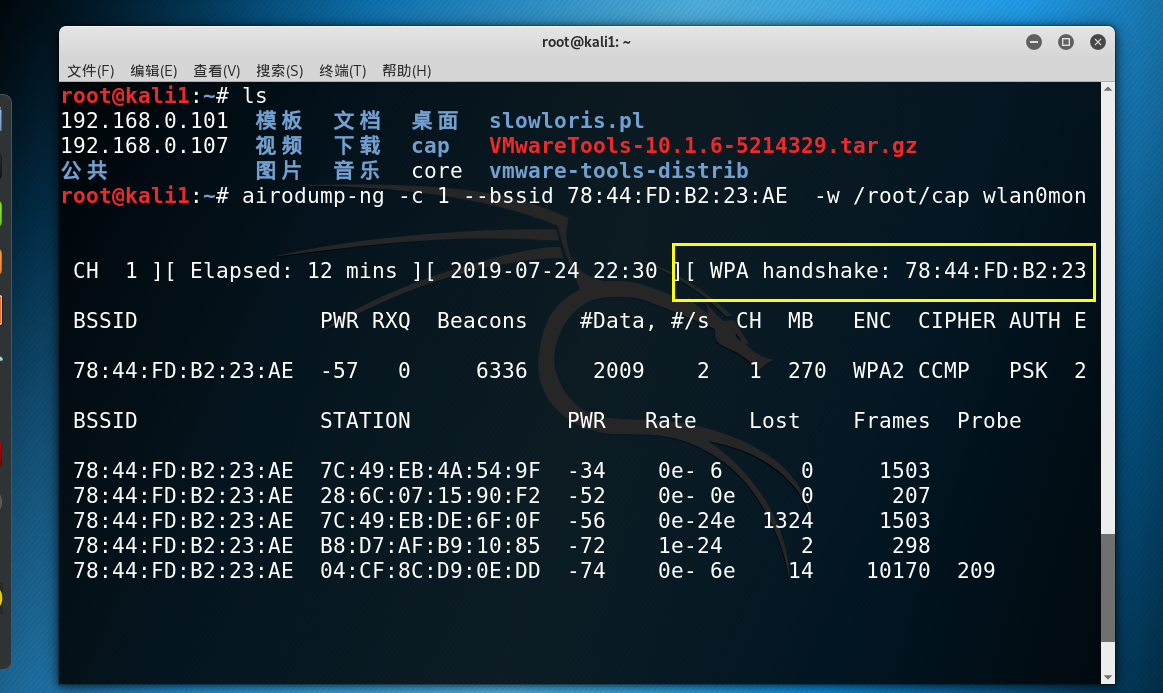 root@kali1: ~
文件(F) 编辑(E) 查看(V) 搜索(S) 终端(T) 帮助(H)
root@kali1:~# ls
192.168.0.101 模板 文档 桌面 slowloris.pl
192.168.0.107 视频 下载 cap VMwareTools-10.1.6-5214329.tar.gz
公共 图片 音乐 core vmware-tools-distrib
root@kali1:~# airodump-ng -c 1 --bssid 78:44:FD:B2:23:AE -w /root/cap wlan0mon
CH 1 ][ Elapsed: 12 mins ][ 2019-07-24 22:30 ][ WPA handshake: 78:44:FD:B2:23
BSSID PWR RXQ Beacons #Data, #/s CH MB ENC CIPHER AUTH E
78:44:FD:B2:23:AE -57 0 6336 2009 2 1 270 WPA2 CCMP PSK 2
BSSID STATION PWR Rate Lost Frames Probe
78:44:FD:B2:23:AE 7C:49:EB:4A:54:9F -34 0e- 6 0 1503
78:44:FD:B2:23:AE 28:6C:07:15:90:F2 -52 0e- 0e 0 207
78:44:FD:B2:23:AE 7C:49:EB:DE:6F:0F -56 0e-24e 1324 1503
78:44:FD:B2:23:AE B8:D7:AF:B9:10:85 -72 1e-24 2 298
78:44:FD:B2:23:AE 04:CF:8C:D9:0E:DD -74 0e- 6e 14 10170 209